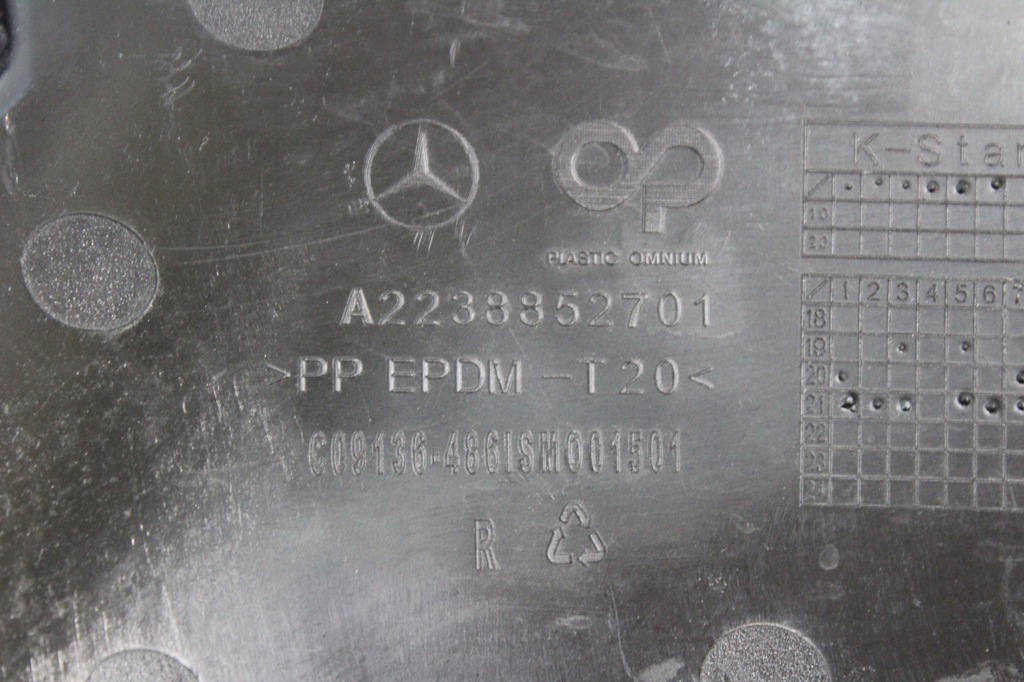 PLASTIC OMNIUM
A2238852701
>PP EPDM -T20<
C09136-486ISM001501
R
K-Star
10
20
1 2 3 4 5 6 7
18
19
20
21
22
23
24